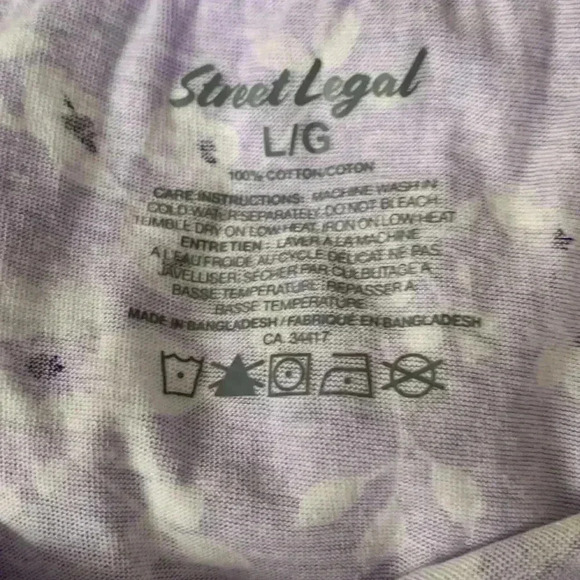 Street Legal
L/G
100% COTTON/COTON
CARE INSTRUCTIONS: MACHINE WASH IN
COLD WATER SEPARATELY. DO NOT BLEACH.
TUMBLE DRY ON LOW HEAT. IRON ON LOW HEAT
ENTRETIEN : LAVER A LA MACHINE
A L'EAU FROIDE AU CYCLE DELICAT NE PAS
JAVELLISER. SECHER PAR CULBUTAGE A
BASSE TEMPERATURE. REPASSER A
BASSE TEMPERATURE
MADE IN BANGLADESH / FABRIQUE EN BANGLADESH
CA 34417